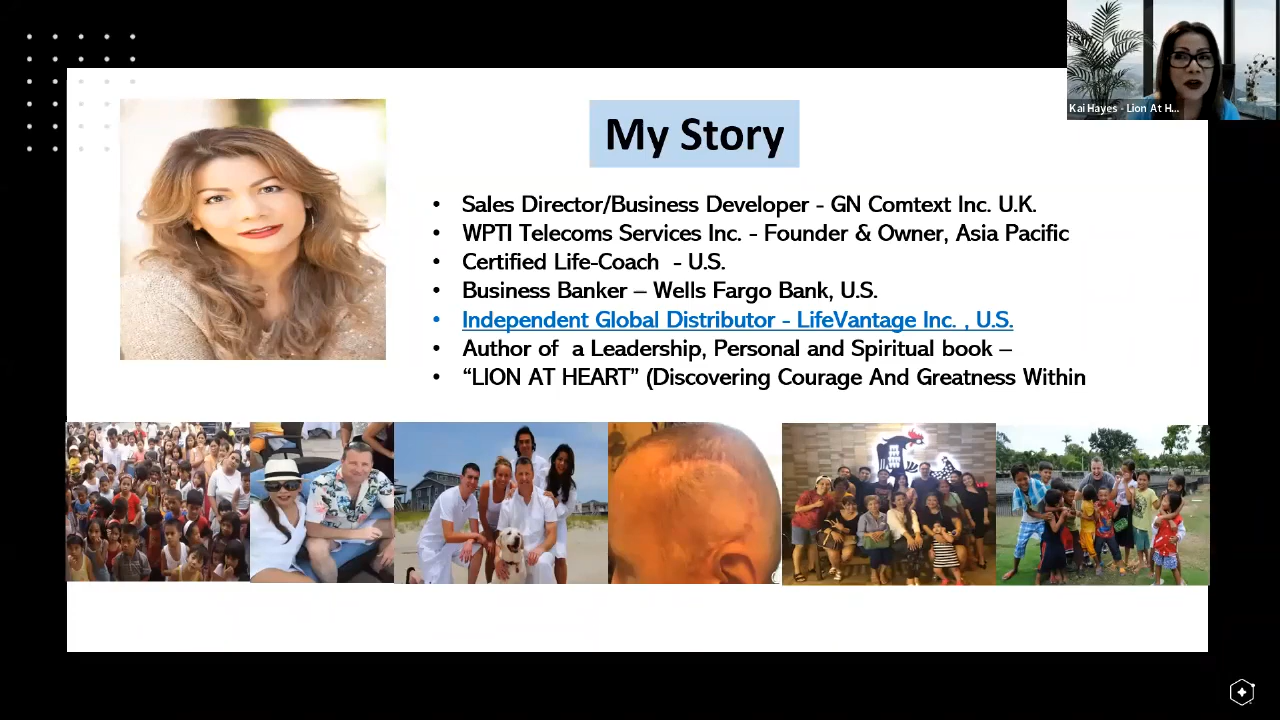 Kai Hayes - Lion At H...
My Story
• Sales Director/Business Developer - GN Comtext Inc. U.K.
• WPTI Telecoms Services Inc. - Founder & Owner, Asia Pacific
• Certified Life-Coach - U.S.
• Business Banker – Wells Fargo Bank, U.S.
• Independent Global Distributor - LifeVantage Inc. , U.S.
• Author of a Leadership, Personal and Spiritual book –
• “LION AT HEART” (Discovering Courage And Greatness Within